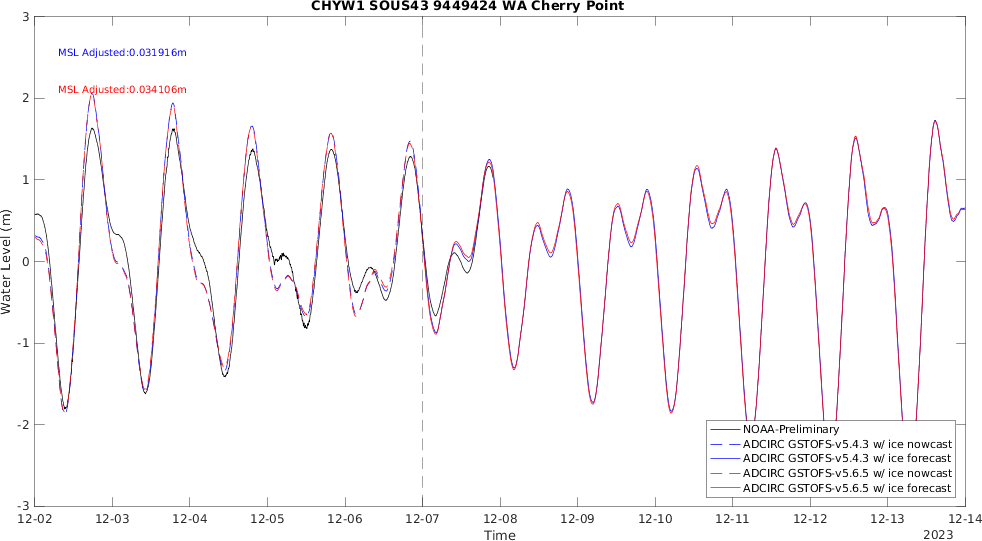 CHYW1 SOUS43 9449424 WA Cherry Point
MSL Adjusted:0.031916m
MSL Adjusted:0.034106m
Water Level (m)
3
2
1
0
-1
-2
-3
NOAA-Preliminary
ADCIRC GSTOFS-v5.4.3 w/ ice nowcast
ADCIRC GSTOFS-v5.4.3 w/ ice forecast
ADCIRC GSTOFS-v5.6.5 w/ ice nowcast
ADCIRC GSTOFS-v5.6.5 w/ ice forecast
12-02 12-03 12-04 12-05 12-06 12-07 12-08 12-09 12-10 12-11 12-12 12-13 12-14
Time
2023